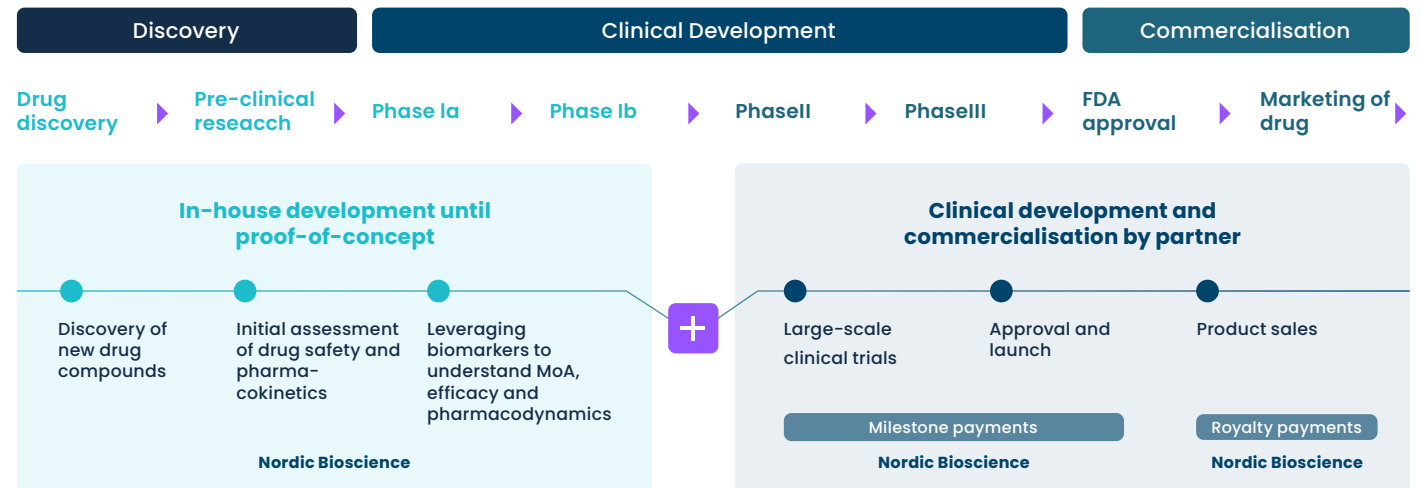 Discovery
Clinical Development
Commercialisation
Drug
discovery
Pre-clinical
reseacch
Phase Ia
Phase Ib
PhaseII
PhaseIII
FDA
approval
Marketing of
drug
In-house development until
proof-of-concept
Discovery of
new drug
compounds
Initial assessment
of drug safety and
pharma-
cokinetics
Leveraging
biomarkers to
understand MoA,
efficacy and
pharmacodynamics
Nordic Bioscience
Clinical development and
commercialisation by partner
Large-scale
clinical trials
Approval and
launch
Product sales
Milestone payments
Royalty payments
Nordic Bioscience
Nordic Bioscience